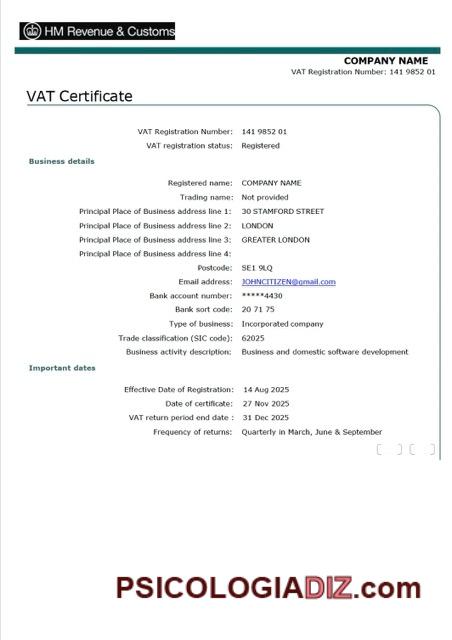 HM Revenue & Customs
COMPANY NAME
VAT Registration Number: 141 9852 01
VAT Certificate
VAT Registration Number: 141 9852 01
VAT registration status: Registered
Business details
Registered name: COMPANY NAME
Trading name: Not provided
Principal Place of Business address line 1: 30 STAMFORD STREET
Principal Place of Business address line 2: LONDON
Principal Place of Business address line 3: GREATER LONDON
Principal Place of Business address line 4:
Postcode: SE1 9LQ
Email address: JOHNCITIZEN@gmail.com
Bank account number: *****4430
Bank sort code: 20 71 75
Type of business: Incorporated company
Trade classification (SIC code): 62025
Business activity description: Business and domestic software development
Important dates
Effective Date of Registration: 14 Aug 2025
Date of certificate: 27 Nov 2025
VAT return period end date : 31 Dec 2025
Frequency of returns: Quarterly in March, June & September
PSICOLOGIADIZ.com